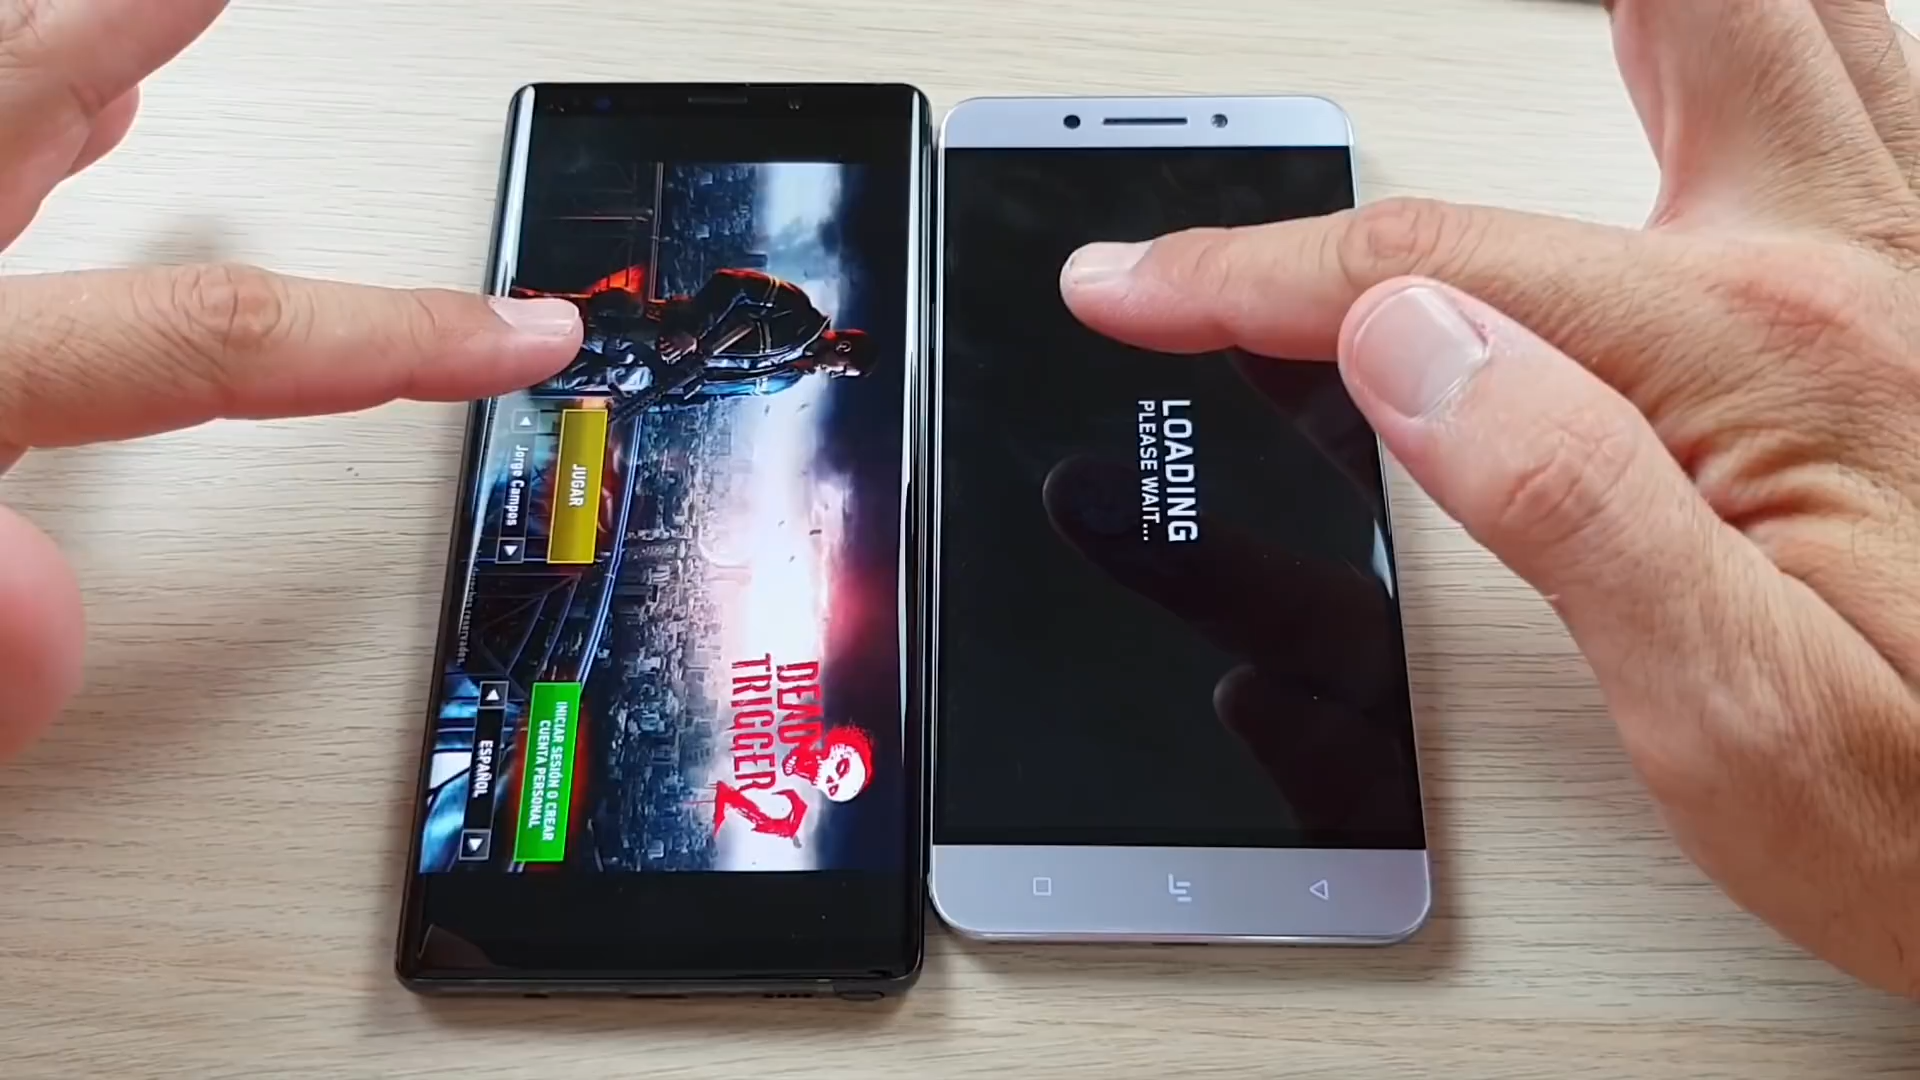 DEAD
TRIGGER 2
JUGAR
Jorge Campos
INICIAR SESIÓN O CREAR
CUENTA PERSONAL
ESPAÑOL
LOADING
PLEASE WAIT...